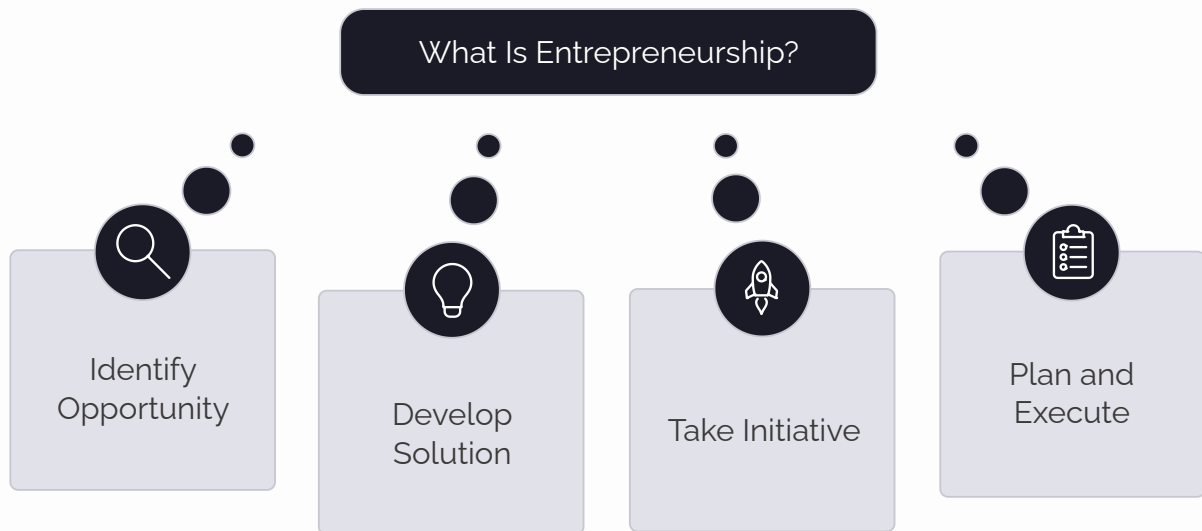 What Is Entrepreneurship?
Identify
Opportunity
Develop
Solution
Take Initiative
Plan and
Execute